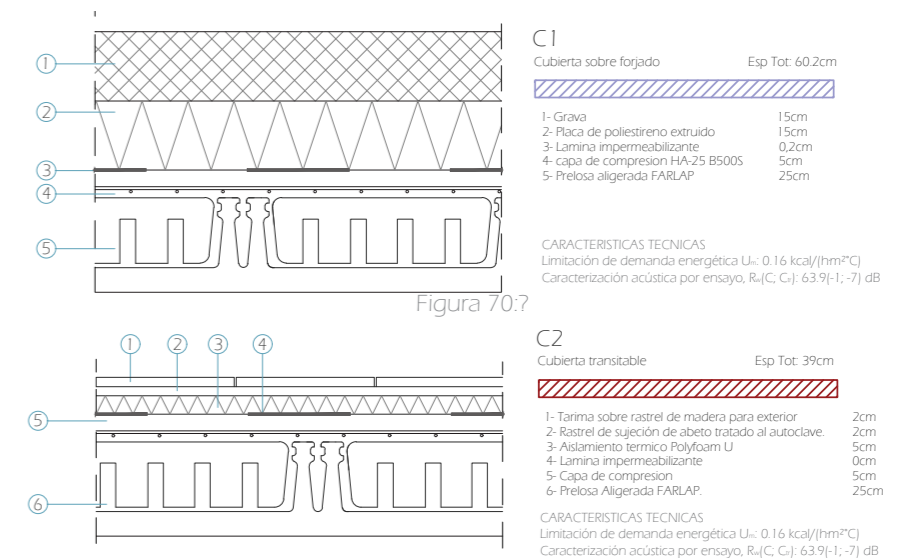 C1
Cubierta sobre forjado Esp Tot: 60.2cm
1- Grava 15cm
2- Placa de poliestireno extruido 15cm
3- Lamina impermeabilizante 0,2cm
4- capa de compresion HA-25 B500S 5cm
5- Prelosa aligerada FARLAP 25cm
CARACTERISTICAS TECNICAS
Limitación de demanda energética Uₘ: 0.16 kcal/(hm²°C)
Caracterización acústica por ensayo, Rw(C; Ctr): 63.9(-1; -7) dB
1
2
3
4
5
Figura 70:?
C2
Cubierta transitable Esp Tot: 39cm
1- Tarima sobre rastrel de madera para exterior 2cm
2- Rastrel de sujeción de abeto tratado al autoclave. 2cm
3- Aislamiento termico Polyfoam U 5cm
4- Lamina impermeabilizante 0cm
5- Capa de compresion 5cm
6- Prelosa Aligerada FARLAP. 25cm
CARACTERISTICAS TECNICAS
Limitación de demanda energética Uₘ: 0.16 kcal/(hm²°C)
Caracterización acústica por ensayo, Rw(C; Ctr): 63.9(-1; -7) dB
1 2 3 4
5
6